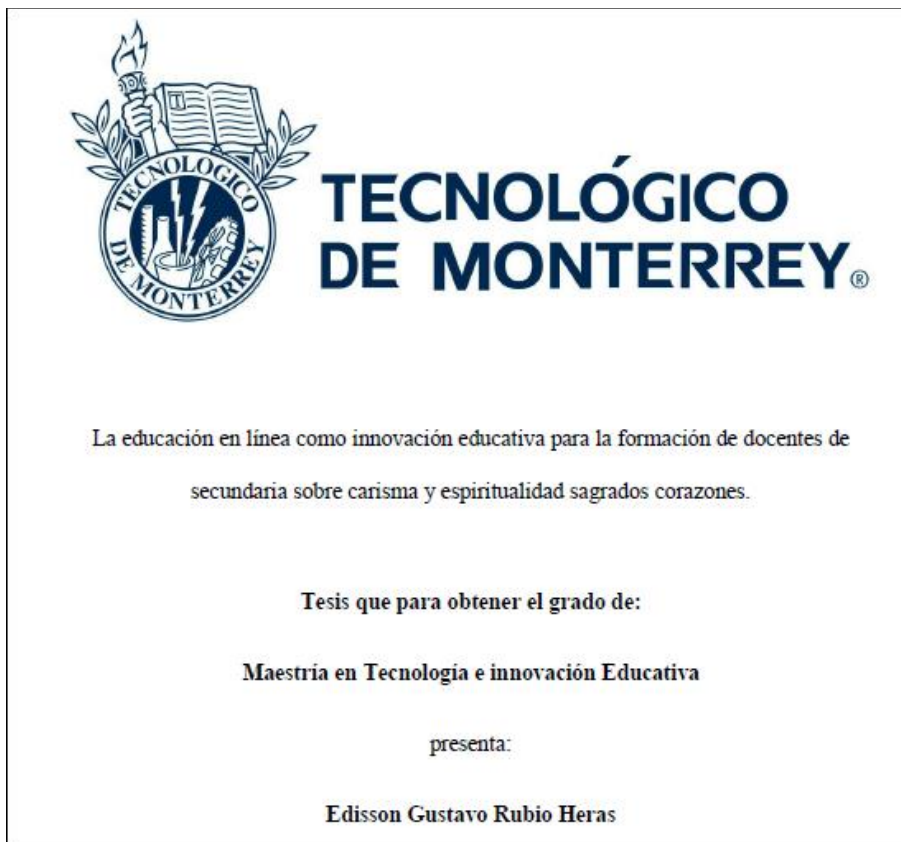 TECNOLOGICO
DE MONTERREY
T
TECNOLÓGICO
DE MONTERREY®
La educación en línea como innovación educativa para la formación de docentes de
secundaria sobre carisma y espiritualidad sagrados corazones.
Tesis que para obtener el grado de:
Maestría en Tecnología e innovación Educativa
presenta:
Edisson Gustavo Rubio Heras